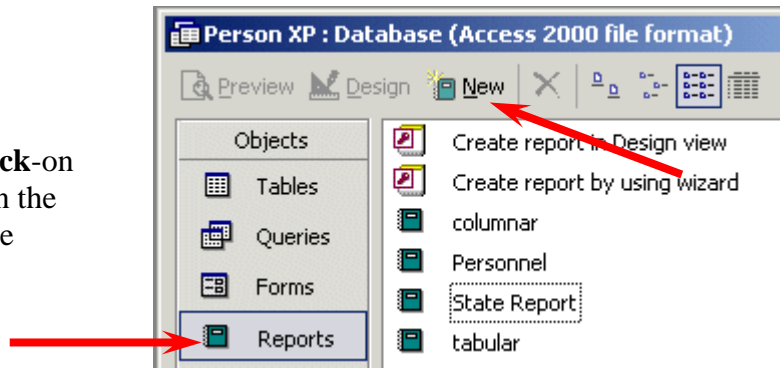 Person XP : Database (Access 2000 file format)
Preview Design New
ck-on
n the
e
Objects
Tables
Queries
Forms
Reports
Create report in Design view
Create report by using wizard
columnar
Personnel
State Report
tabular